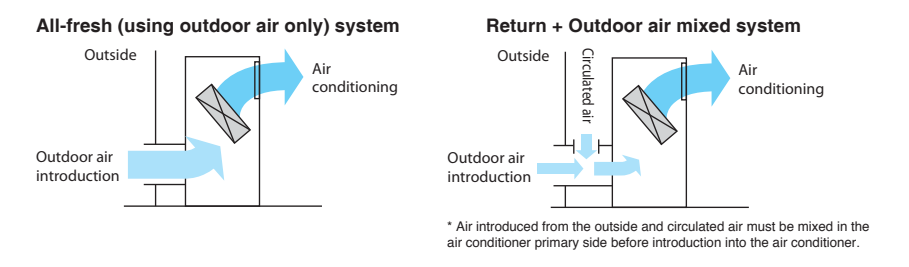 All-fresh (using outdoor air only) system
Outside
Air
conditioning
Outdoor air
introduction
Return + Outdoor air mixed system
Outside
Circulated air
Air
conditioning
Outdoor air
introduction
* Air introduced from the outside and circulated air must be mixed in the
air conditioner primary side before introduction into the air conditioner.